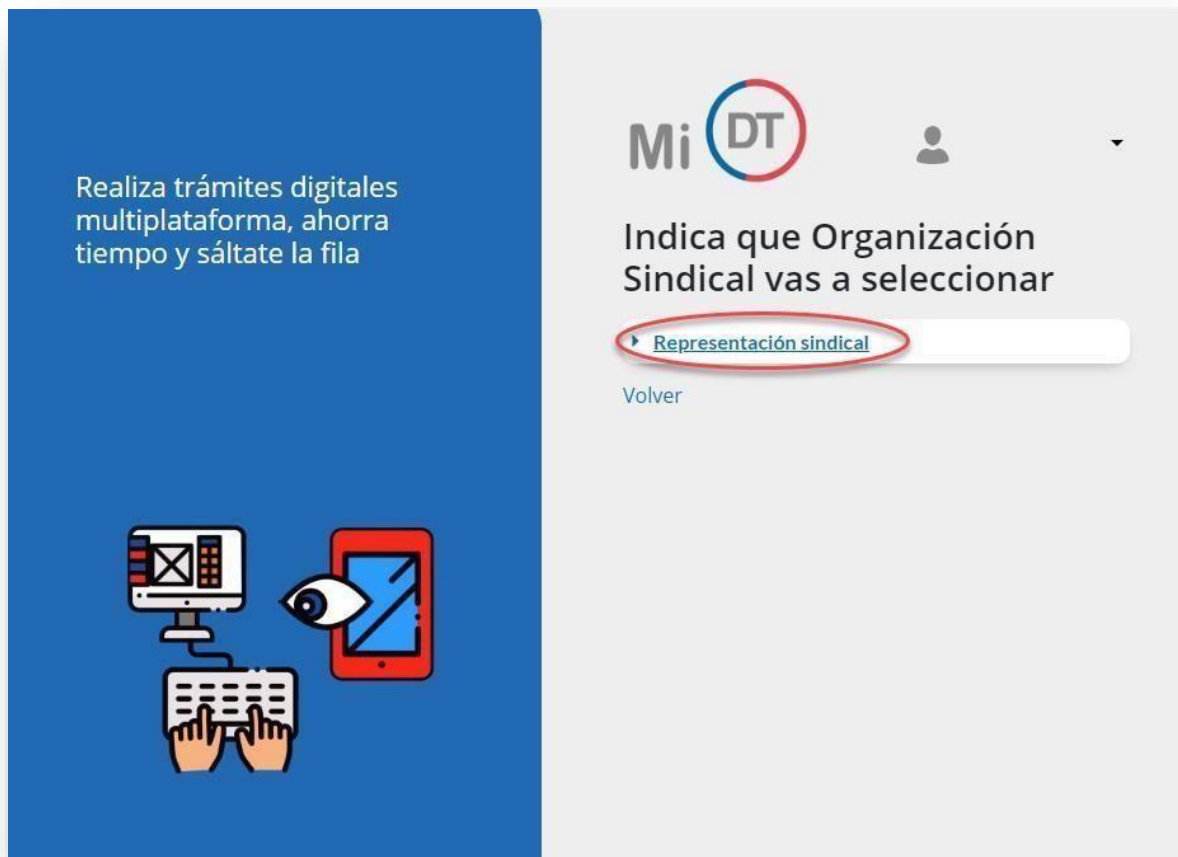 Realiza trámites digitales
multiplataforma, ahorra
tiempo y sáltate la fila
Mi DT
Indica que Organización
Sindical vas a seleccionar
Representación sindical
Volver